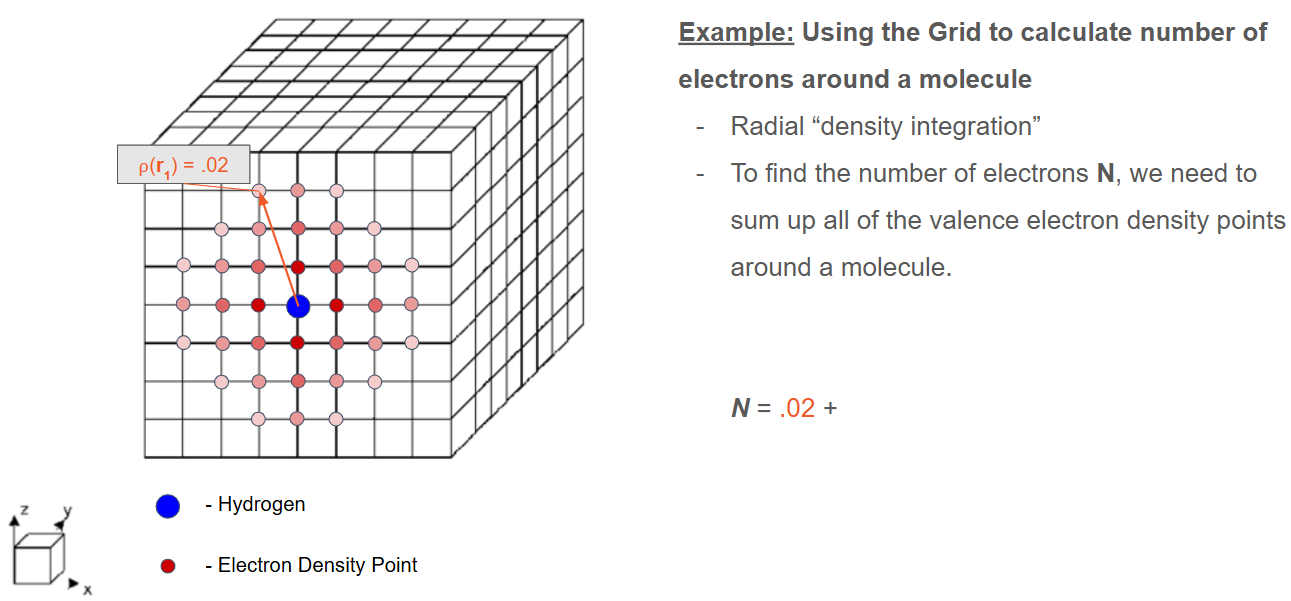 Example: Using the Grid to calculate number of
electrons around a molecule
- Radial “density integration”
- To find the number of electrons N, we need to
sum up all of the valence electron density points
around a molecule.
ρ(r₁) = .02
N = .02 +
- Hydrogen
- Electron Density Point
z
y
x